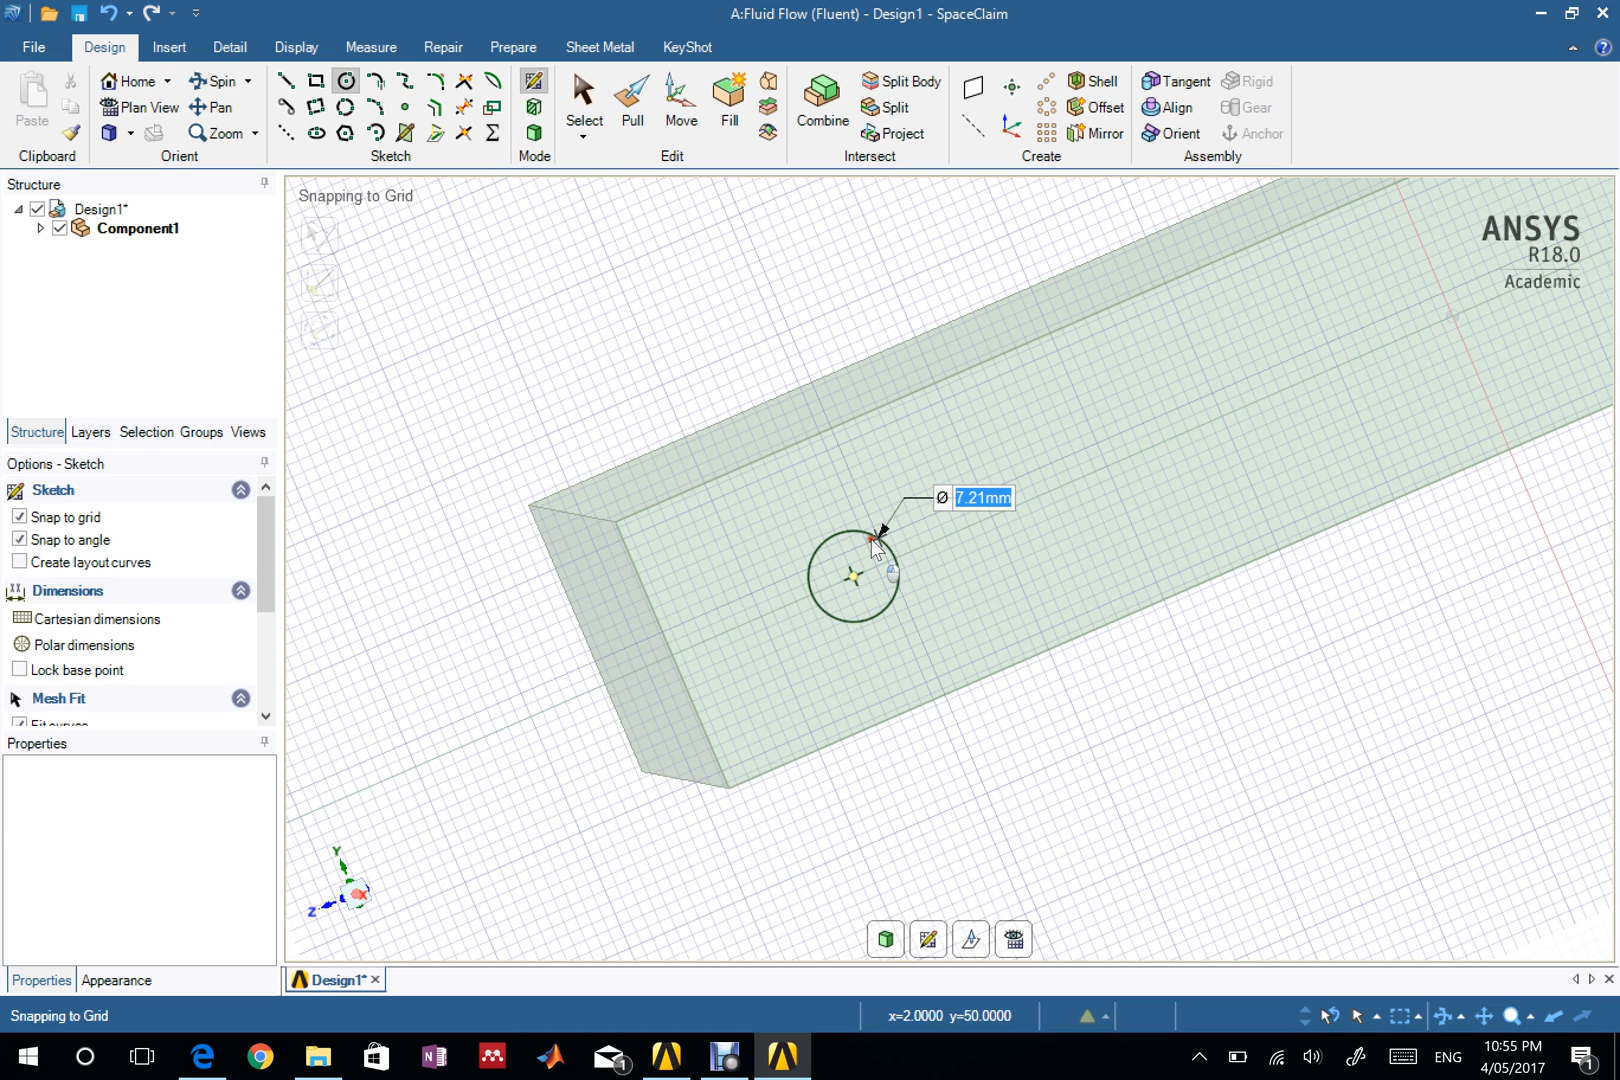 A:Fluid Flow (Fluent) - Design1 - SpaceClaim
File Design Insert Detail Display Measure Repair Prepare Sheet Metal KeyShot
Paste
Clipboard
Home Spin
Plan View Pan
Zoom
Orient
Sketch
Mode
Select Pull Move Fill
Edit
Combine
Split Body
Split
Project
Intersect
Shell
Offset
Mirror
Create
Tangent Rigid
Align Gear
Orient Anchor
Assembly
Structure
Design1*
Component1
Structure Layers Selection Groups Views
Options - Sketch
Sketch
Snap to grid
Snap to angle
Create layout curves
Dimensions
Cartesian dimensions
Polar dimensions
Lock base point
Mesh Fit
Fit curves
Properties
Properties Appearance
Snapping to Grid
ANSYS
R18.0
Academic
Ø 7.21mm
Y
X
Z
Design1*
Snapping to Grid
x=2.0000 y=50.0000
1
ENG
10:55 PM
4/05/2017
1